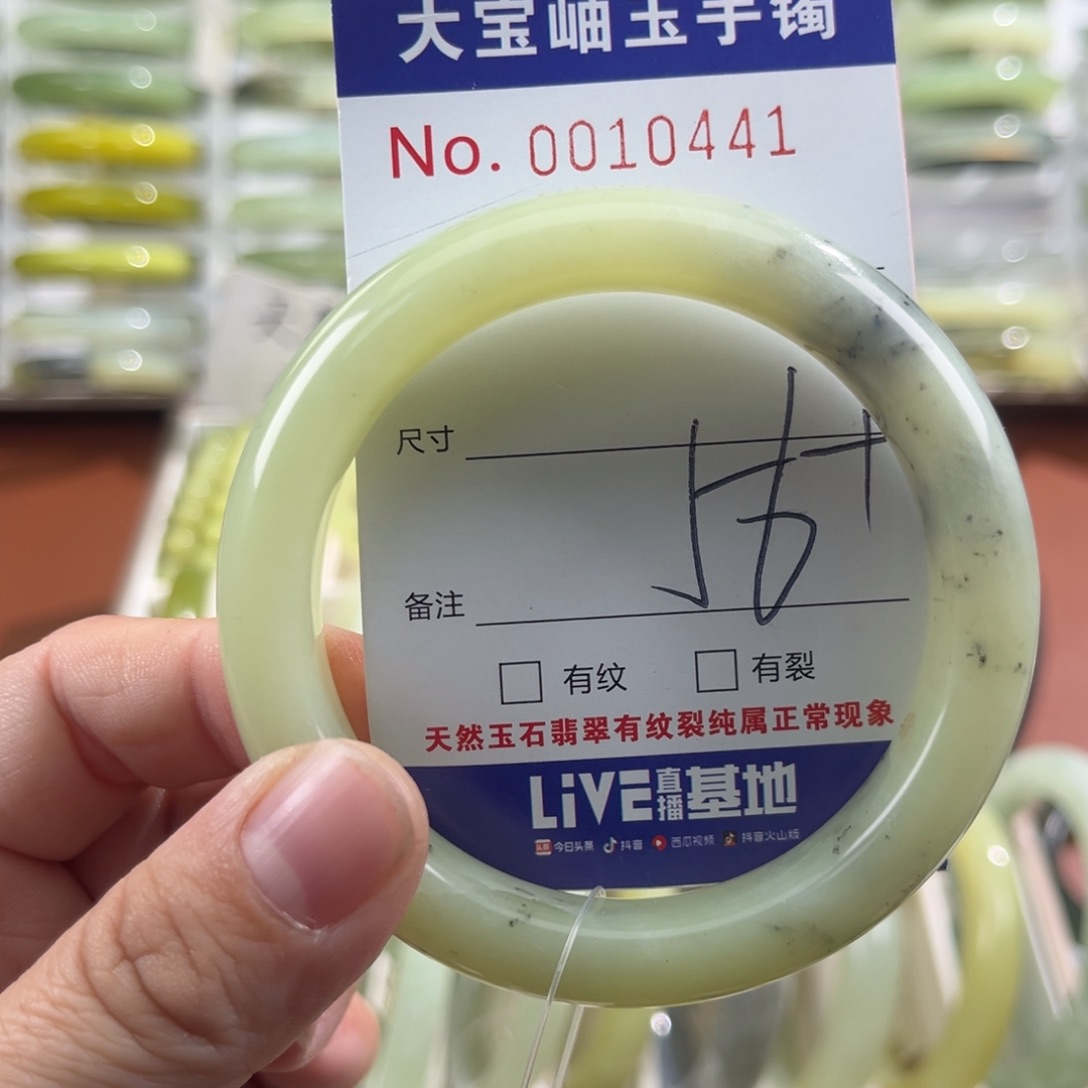 大宝岫玉手镯
No. 0010441
尺寸 56+
备注
有纹 有裂
天然玉石翡翠有纹裂纯属正常现象
LiVE直播基地
头条 今日头条 抖音 西瓜视频 抖音火山版